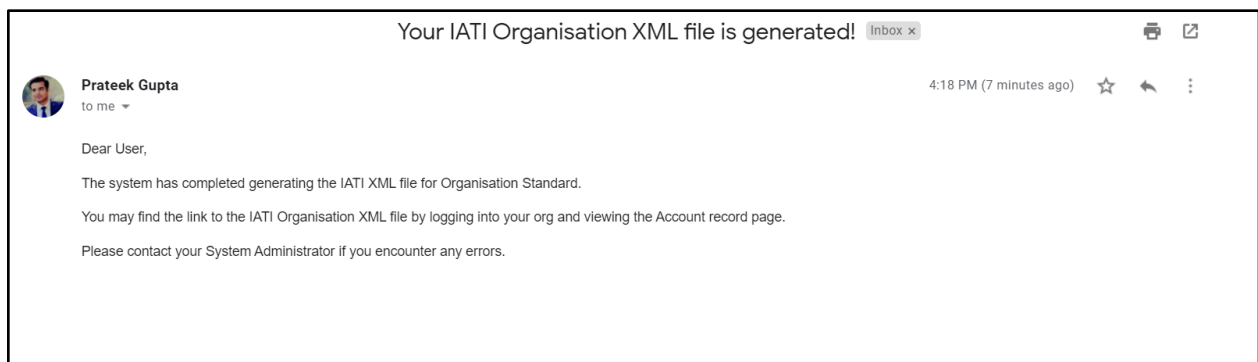 Your IATI Organisation XML file is generated! Inbox ×
Prateek Gupta
4:18 PM (7 minutes ago)
to me
Dear User,
The system has completed generating the IATI XML file for Organisation Standard.
You may find the link to the IATI Organisation XML file by logging into your org and viewing the Account record page.
Please contact your System Administrator if you encounter any errors.